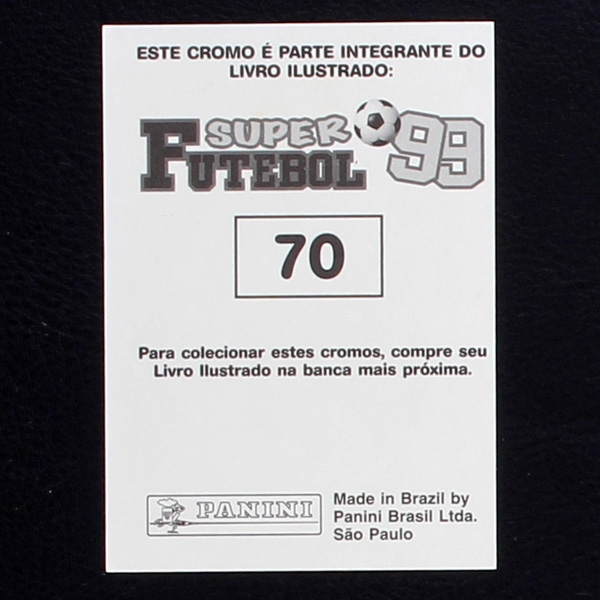 ESTE CROMO É PARTE INTEGRANTE DO
LIVRO ILUSTRADO:
SUPER
FUTEBOL 99
70
Para colecionar estes cromos, compre seu
Livro Ilustrado na banca mais próxima.
PANINI
Made in Brazil by
Panini Brasil Ltda.
São Paulo